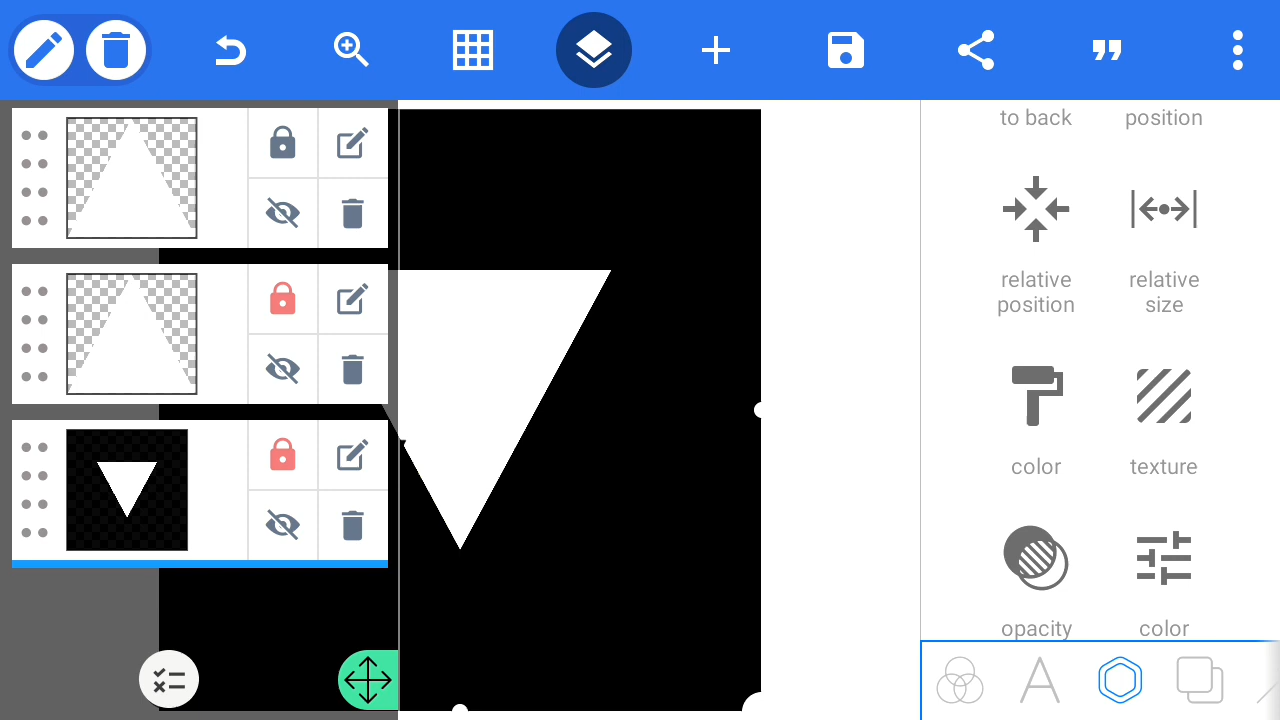 to back
position
relative
position
relative
size
color
texture
opacity
color